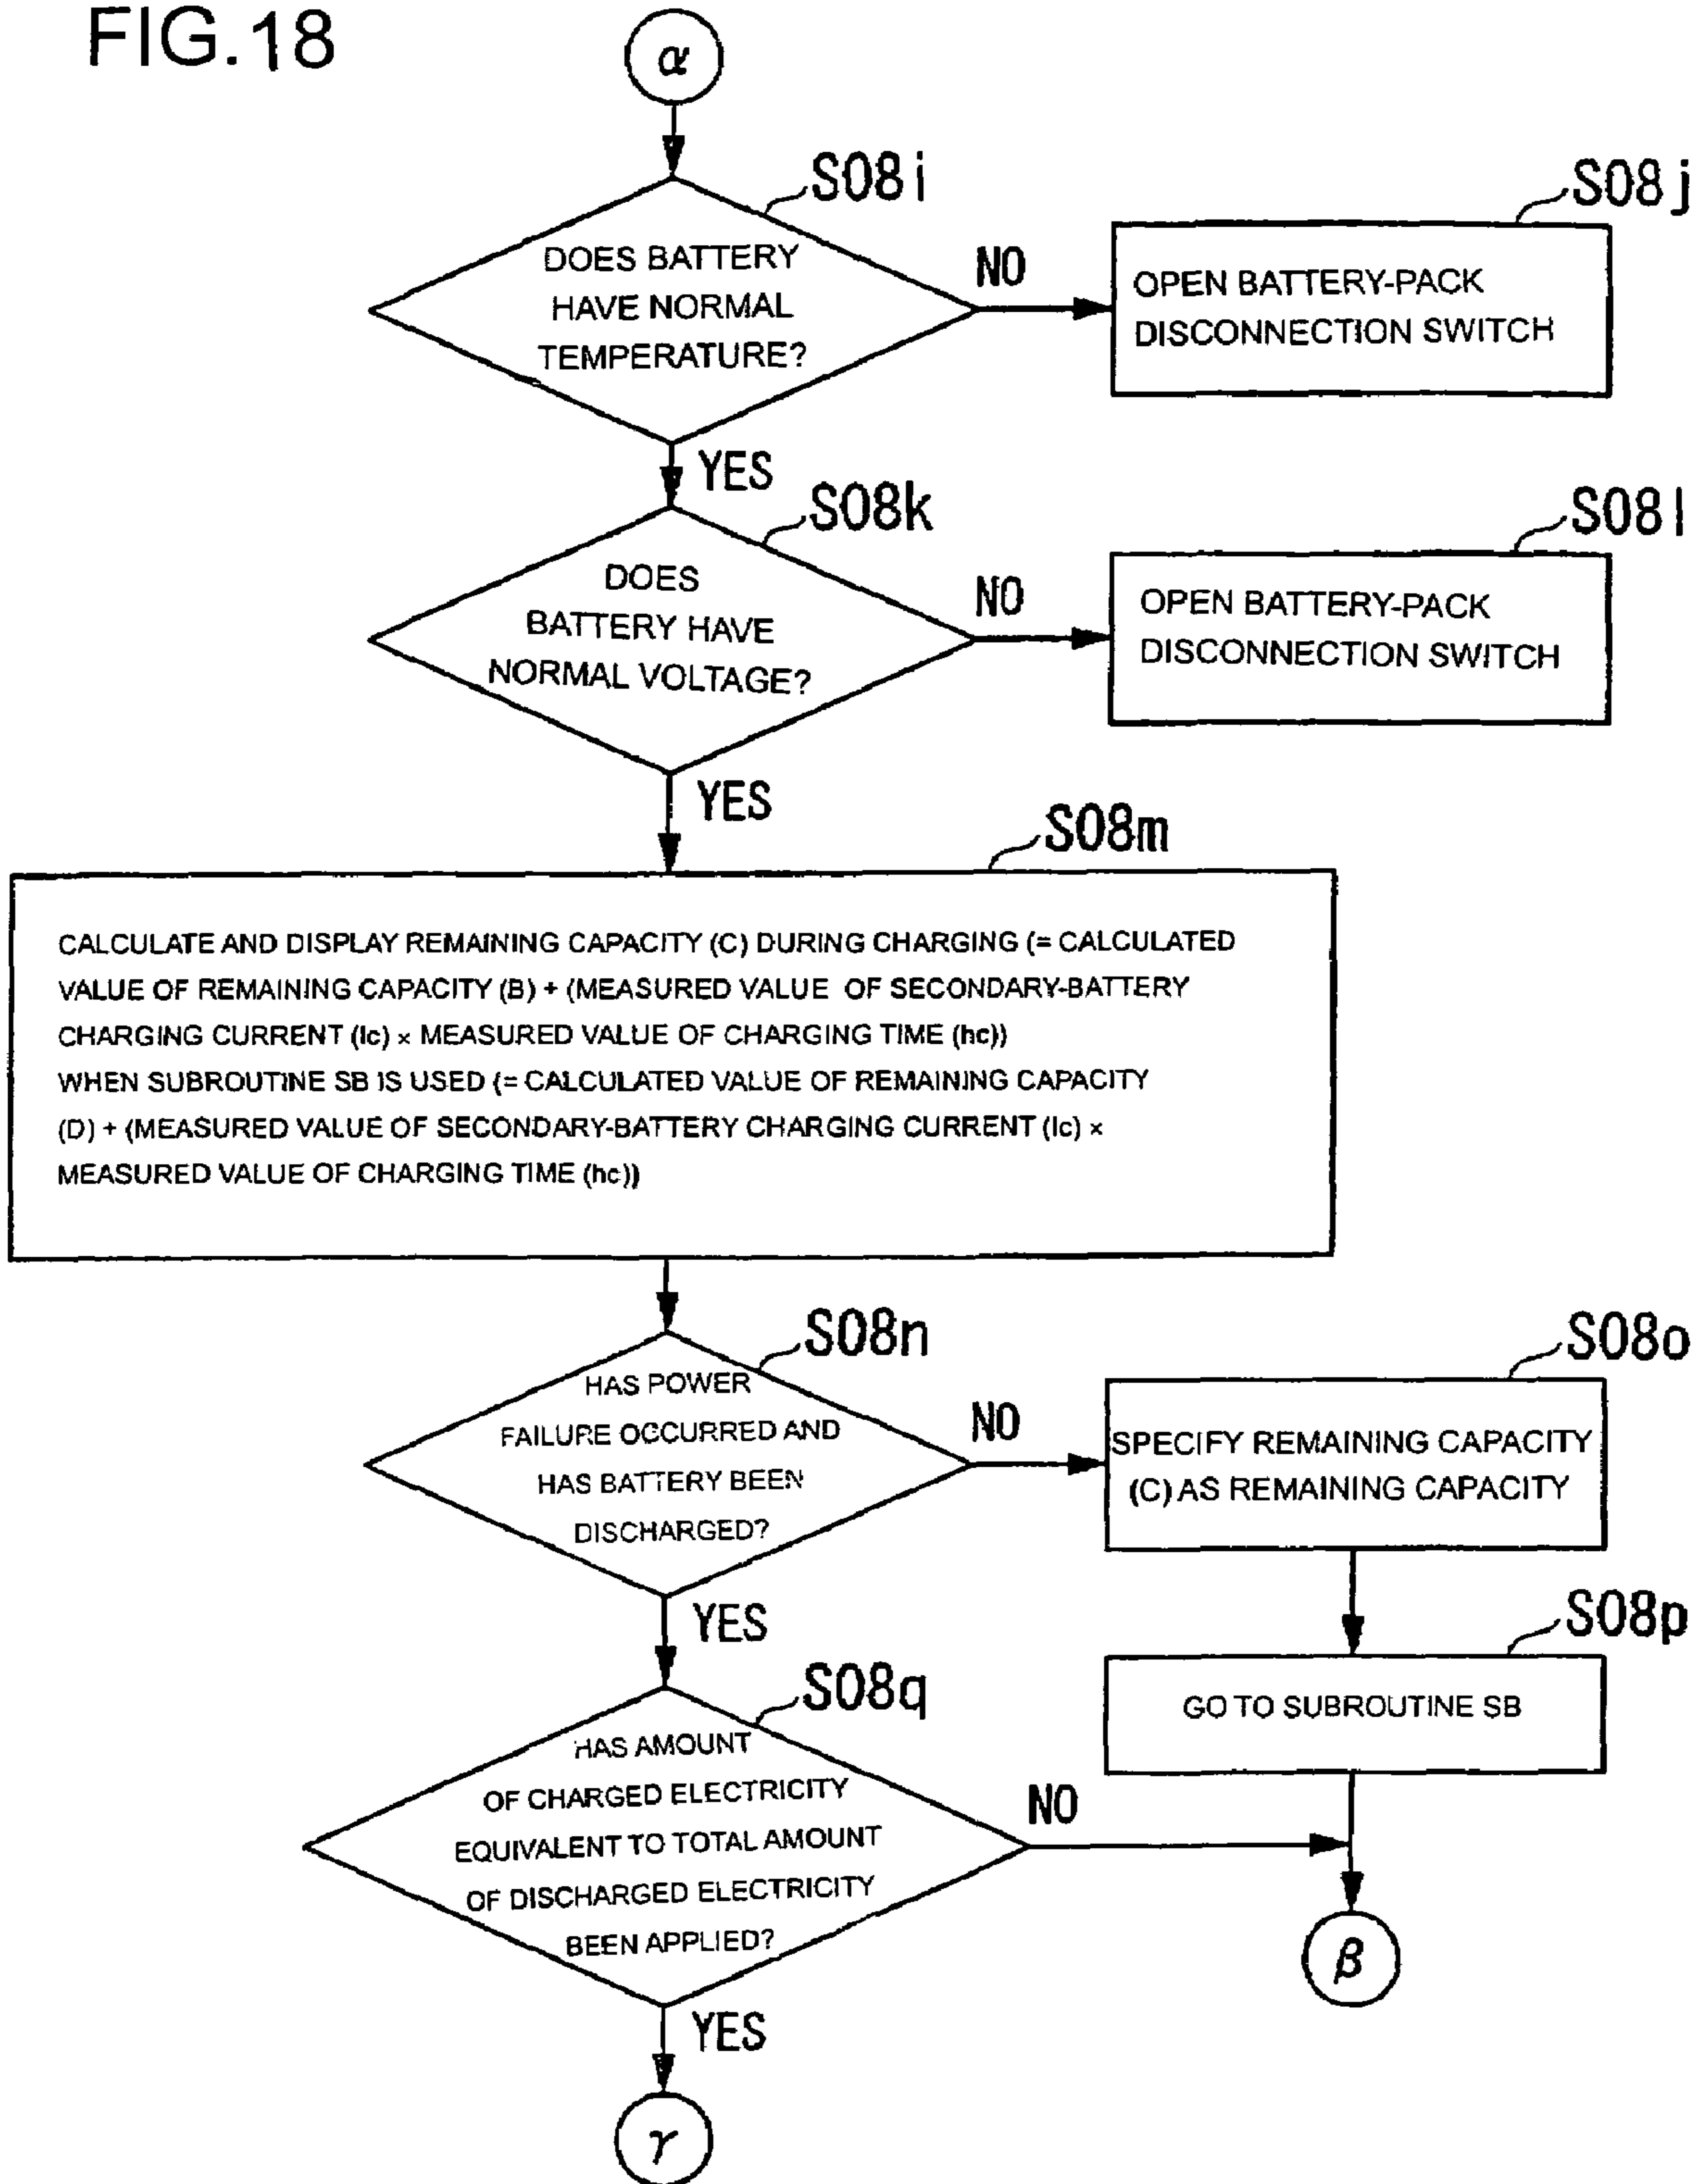 FIG.18
α
S08i
DOES BATTERY
HAVE NORMAL
TEMPERATURE?
NO
S08j
OPEN BATTERY-PACK
DISCONNECTION SWITCH
YES
S08k
DOES
BATTERY HAVE
NORMAL VOLTAGE?
NO
S08l
OPEN BATTERY-PACK
DISCONNECTION SWITCH
YES
S08m
CALCULATE AND DISPLAY REMAINING CAPACITY (C) DURING CHARGING (= CALCULATED
VALUE OF REMAINING CAPACITY (B) + (MEASURED VALUE OF SECONDARY-BATTERY
CHARGING CURRENT (Ic) × MEASURED VALUE OF CHARGING TIME (hc))
WHEN SUBROUTINE SB IS USED (= CALCULATED VALUE OF REMAINING CAPACITY
(D) + (MEASURED VALUE OF SECONDARY-BATTERY CHARGING CURRENT (Ic) ×
MEASURED VALUE OF CHARGING TIME (hc))
S08n
HAS POWER
FAILURE OCCURRED AND
HAS BATTERY BEEN
DISCHARGED?
NO
S08o
SPECIFY REMAINING CAPACITY
(C) AS REMAINING CAPACITY
YES
S08p
GO TO SUBROUTINE SB
S08q
HAS AMOUNT
OF CHARGED ELECTRICITY
EQUIVALENT TO TOTAL AMOUNT
OF DISCHARGED ELECTRICITY
BEEN APPLIED?
NO
β
YES
γ